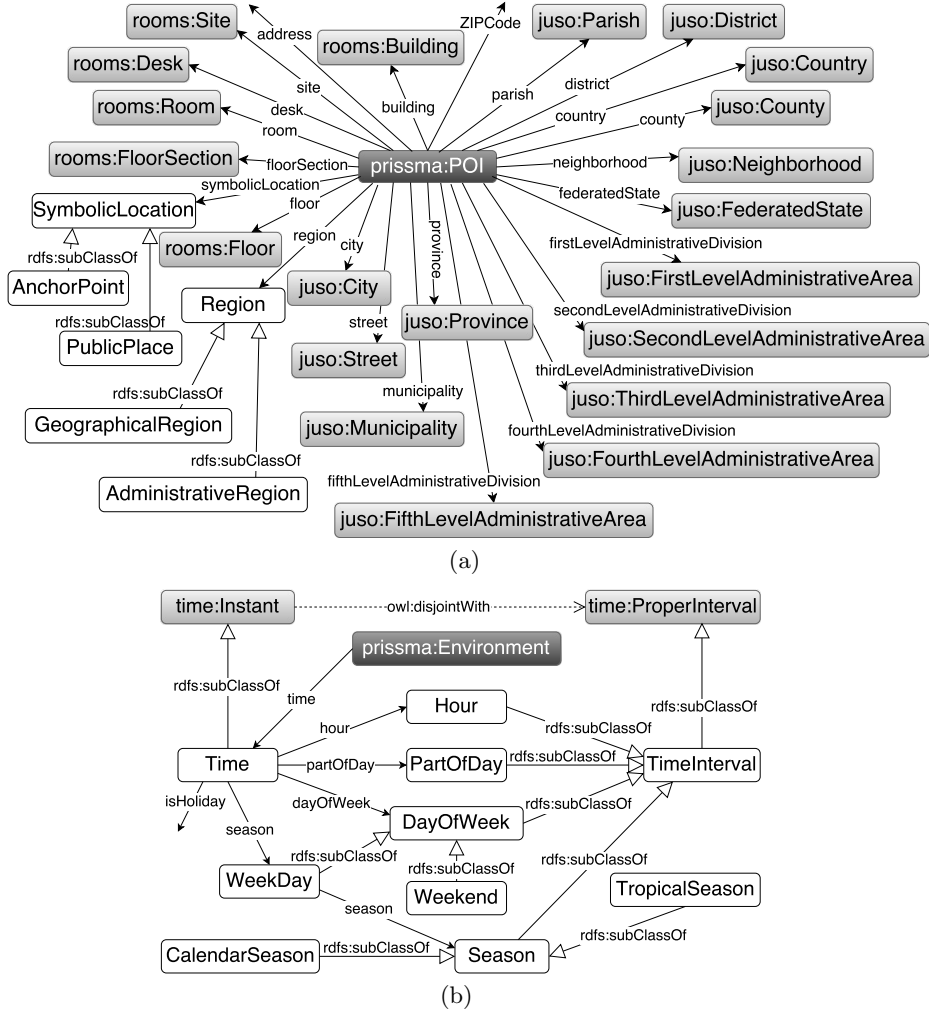 rooms:Site
address
ZIPCode
juso:Parish
juso:District
rooms:Building
rooms:Desk
site
juso:Country
district
parish
desk
building
rooms:Room
country
county
juso:County
room
rooms:FloorSection
floorSection
prissma:POI
neighborhood
juso:Neighborhood
symbolicLocation
federatedState
SymbolicLocation
floor
juso:FederatedState
region
city
province
rooms:Floor
firstLevelAdministrativeDivision
rdfs:subClassOf
AnchorPoint
juso:City
juso:FirstLevelAdministrativeArea
Region
secondLevelAdministrativeDivision
rdfs:subClassOf
street
juso:Province
juso:SecondLevelAdministrativeArea
PublicPlace
juso:Street
thirdLevelAdministrativeDivision
rdfs:subClassOf
municipality
juso:ThirdLevelAdministrativeArea
GeographicalRegion
juso:Municipality
fourthLevelAdministrativeDivision
rdfs:subClassOf
juso:FourthLevelAdministrativeArea
AdministrativeRegion
fifthLevelAdministrativeDivision
juso:FifthLevelAdministrativeArea
(a)
time:Instant
owl:disjointWith
time:ProperInterval
prissma:Environment
rdfs:subClassOf
time
Hour
rdfs:subClassOf
hour
rdfs:subClassOf
Time
partOfDay
PartOfDay
rdfs:subClassOf
TimeInterval
isHoliday
dayOfWeek
DayOfWeek
rdfs:subClassOf
season
rdfs:subClassOf
rdfs:subClassOf
rdfs:subClassOf
WeekDay
Weekend
TropicalSeason
season
rdfs:subClassOf
CalendarSeason
rdfs:subClassOf
Season
(b)